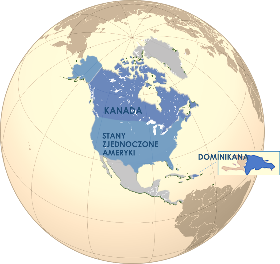 KANADA
STANY
ZJEDNOCZONE
AMERYKI
DOMINIKANA